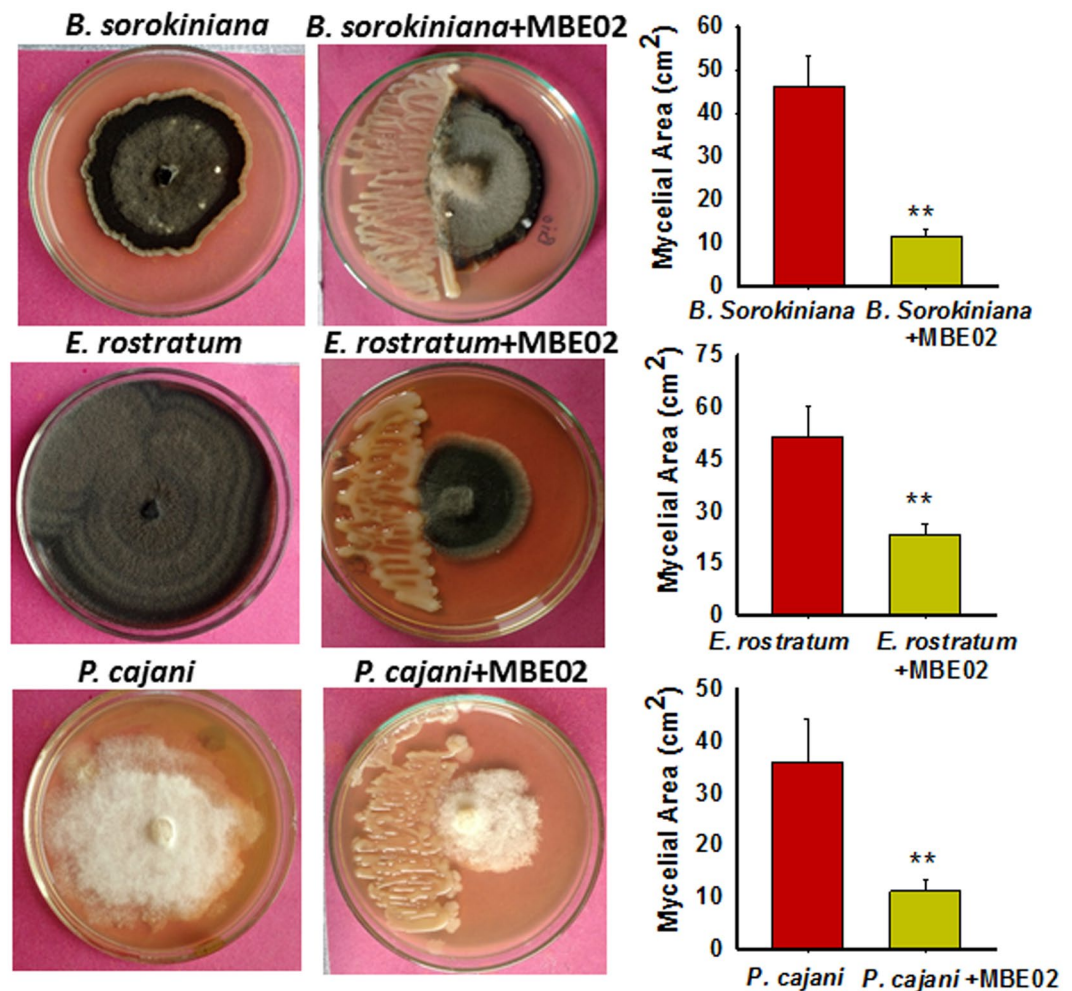 B. sorokiniana
B. sorokiniana+MBE02
Mycelial Area (cm2)
60
50
40
30
20
10
0
**
B. Sorokiniana
B. Sorokiniana
+MBE02
E. rostratum
E. rostratum+MBE02
Mycelial Area (cm2)
75
60
45
30
15
0
**
E. rostratum
E. rostratum
+MBE02
P. cajani
P. cajani+MBE02
Mycelial Area (cm2)
50
40
30
20
10
0
**
P. cajani
P. cajani +MBE02